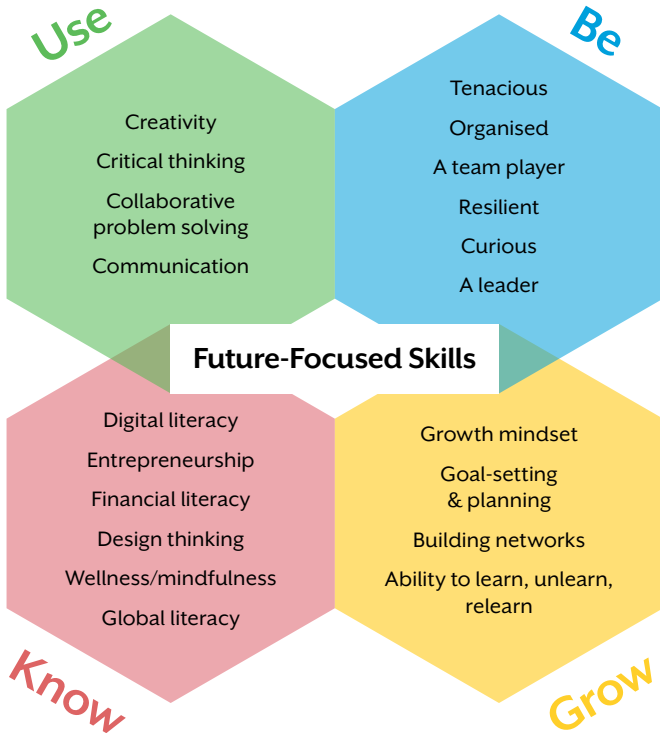 Use
Creativity
Critical thinking
Collaborative
problem solving
Communication
Be
Tenacious
Organised
A team player
Resilient
Curious
A leader
Future-Focused Skills
Digital literacy
Entrepreneurship
Financial literacy
Design thinking
Wellness/mindfulness
Global literacy
Know
Growth mindset
Goal-setting
& planning
Building networks
Ability to learn, unlearn,
relearn
Grow